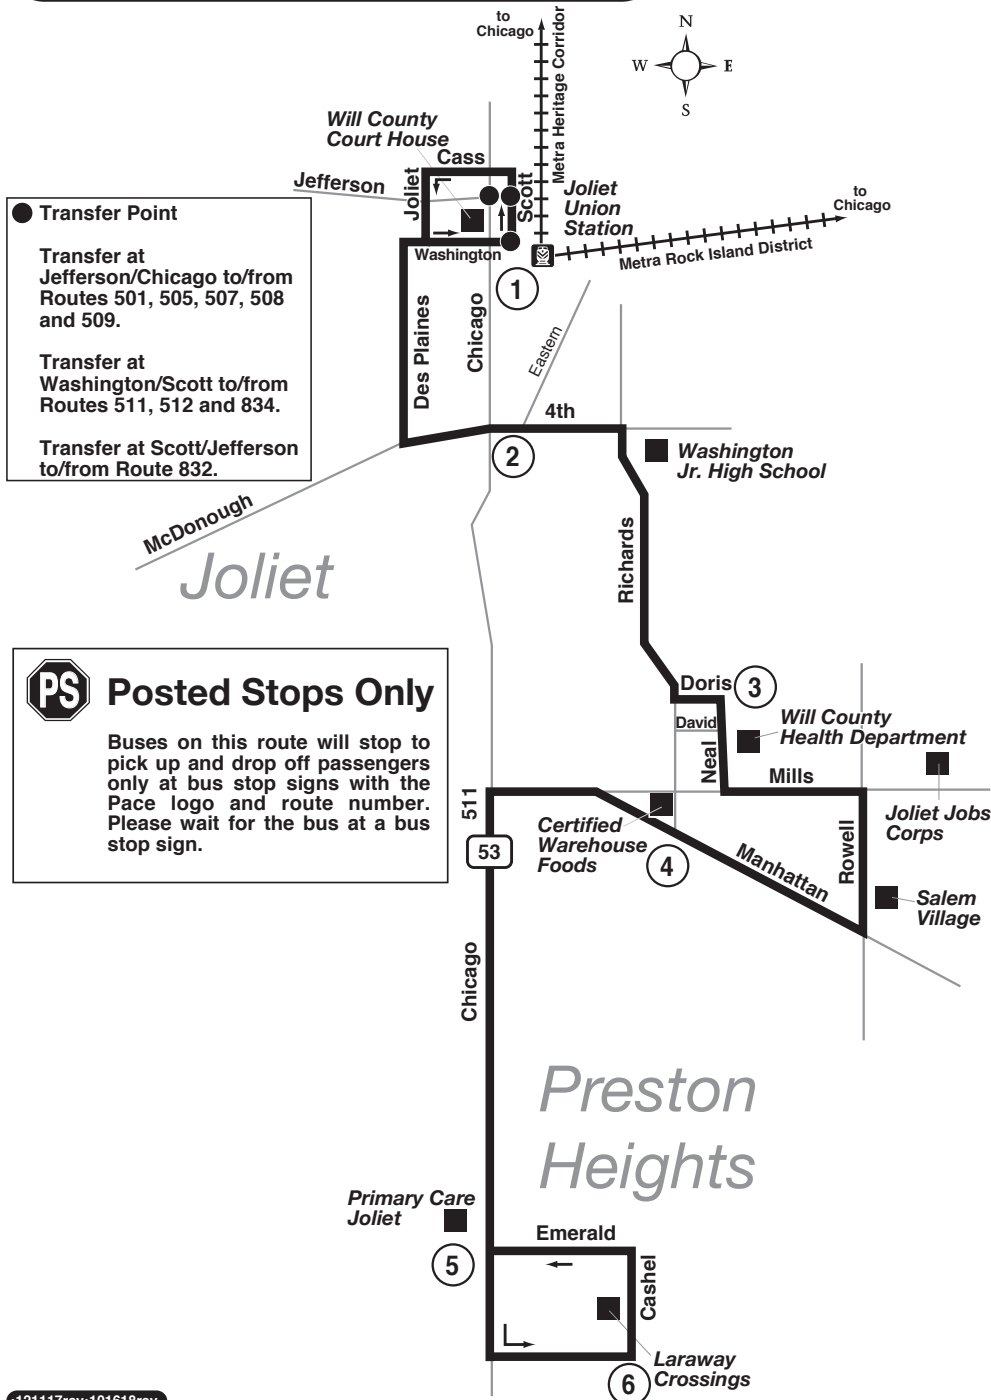 to
Chicago
Metra Heritage Corridor
N
W
E
S
Will County
Court House
Cass
Jefferson
Joliet
Scott
Joliet
Union
Station
to
Chicago
Metra Rock Island District
Washington
1
Transfer Point
Transfer at
Jefferson/Chicago to/from
Routes 501, 505, 507, 508
and 509.
Transfer at
Washington/Scott to/from
Routes 511, 512 and 834.
Transfer at Scott/Jefferson
to/from Route 832.
Des Plaines
Chicago
Eastern
4th
2
Washington
Jr. High School
McDonough
Joliet
Richards
PS
Posted Stops Only
Buses on this route will stop to
pick up and drop off passengers
only at bus stop signs with the
Pace logo and route number.
Please wait for the bus at a bus
stop sign.
Doris
3
David
Neal
Will County
Health Department
Mills
Joliet Jobs
Corps
511
53
Certified
Warehouse
Foods
4
Manhattan
Rowell
Salem
Village
Chicago
Preston
Heights
Primary Care
Joliet
5
Emerald
Cashel
Laraway
Crossings
6